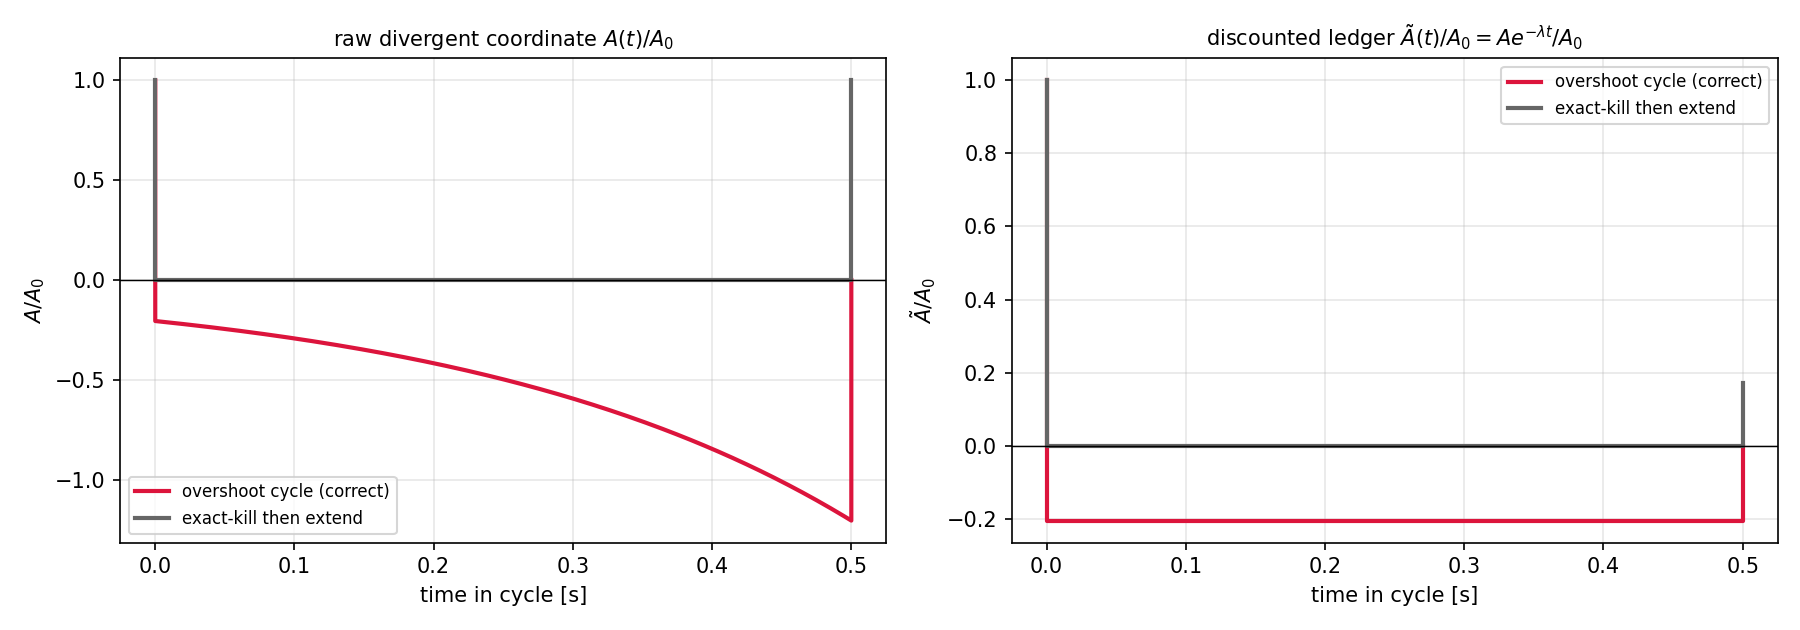 raw divergent coordinate A(t)/A₀
A/A₀
1.0
0.5
0.0
−0.5
−1.0
overshoot cycle (correct)
exact-kill then extend
0.0 0.1 0.2 0.3 0.4 0.5
time in cycle [s]
discounted ledger Ã(t)/A₀ = Ae^{−λt}/A₀
Ã/A₀
1.0
0.8
0.6
0.4
0.2
0.0
−0.2
overshoot cycle (correct)
exact-kill then extend
0.0 0.1 0.2 0.3 0.4 0.5
time in cycle [s]